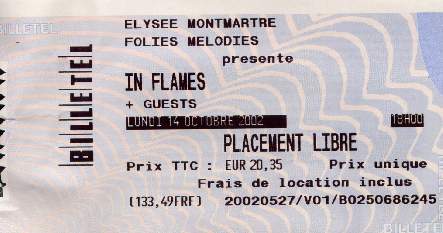 BILLETEL
ELYSEE MONTMARTRE
FOLIES MELODIES
presente
BILLETEL
IN FLAMES
+ GUESTS
LUNDI 14 OCTOBRE 2002 18H00
PLACEMENT LIBRE
Prix TTC : EUR 20,35 Prix unique
Frais de location inclus
(133,49FRF) 20020527/V01/B0250686245
BILLETEL